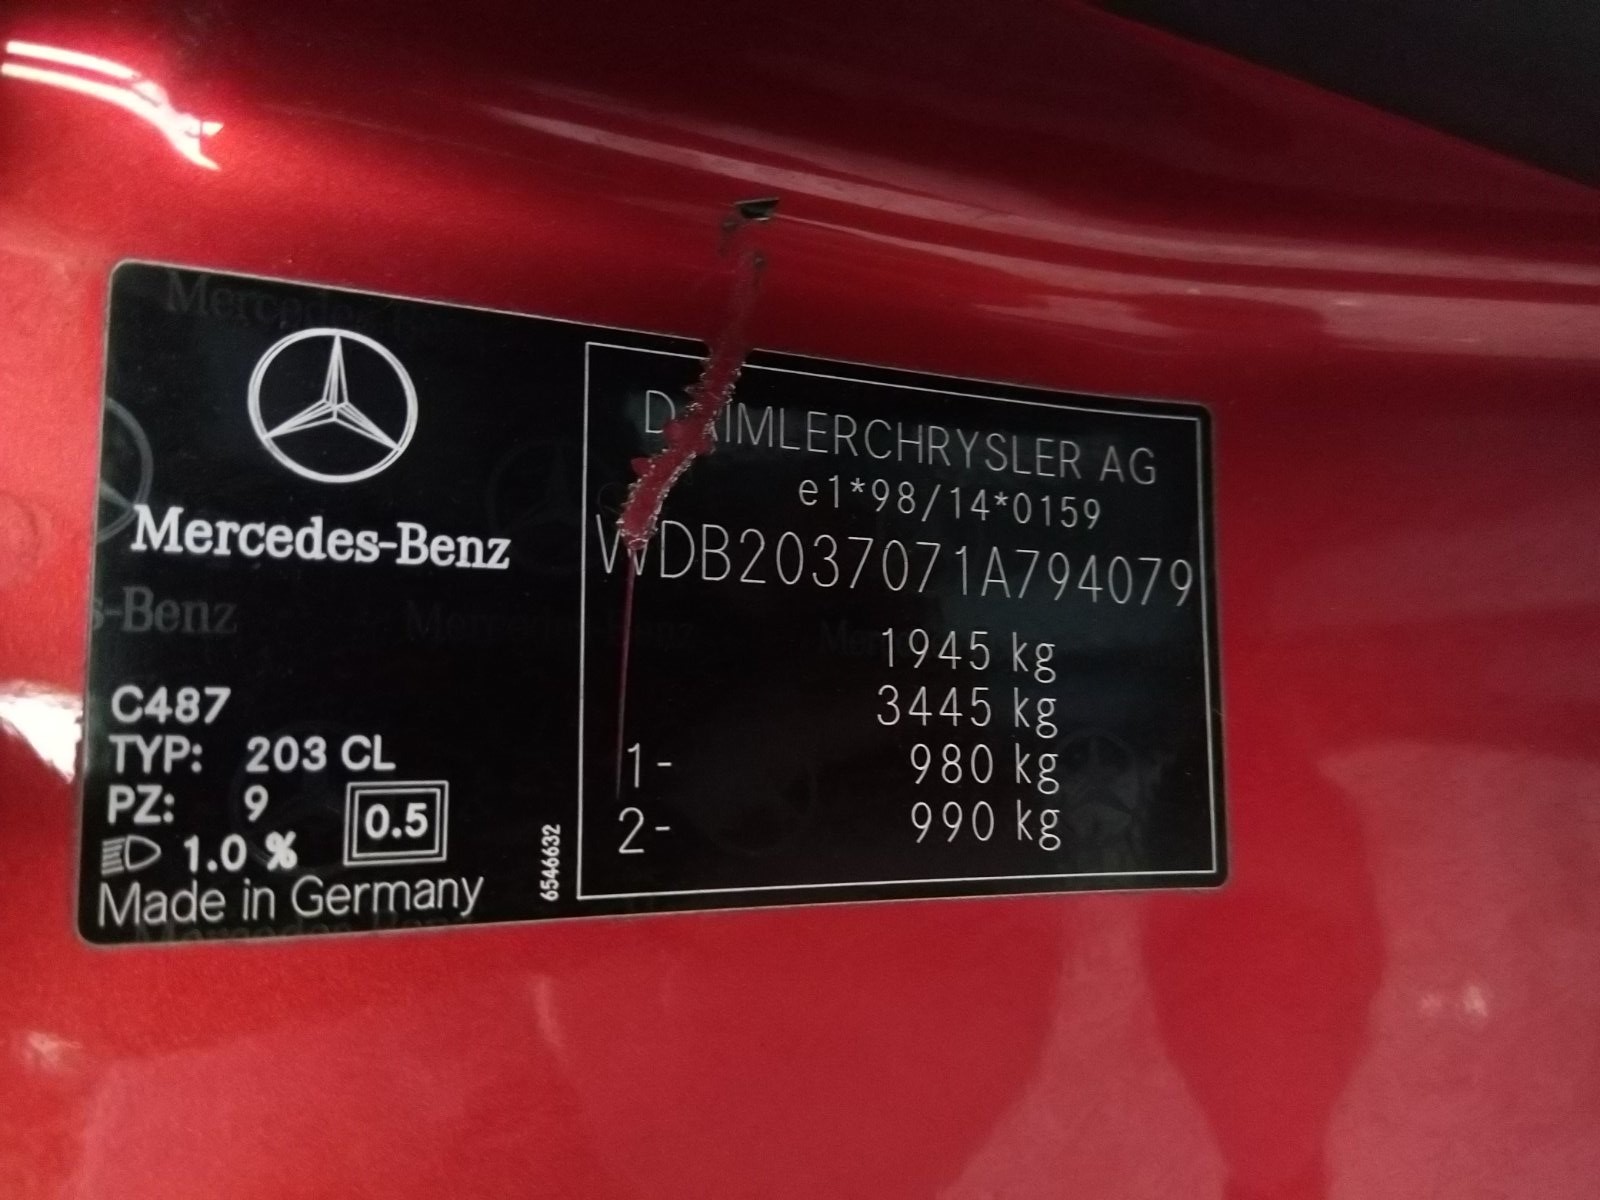 Mercedes-Benz
C487
TYP: 203 CL
PZ: 9
0.5
1.0 %
Made in Germany
6546632
DAIMLERCHRYSLER AG
e1*98/14*0159
WDB2037071A794079
1945 kg
3445 kg
1- 980 kg
2- 990 kg